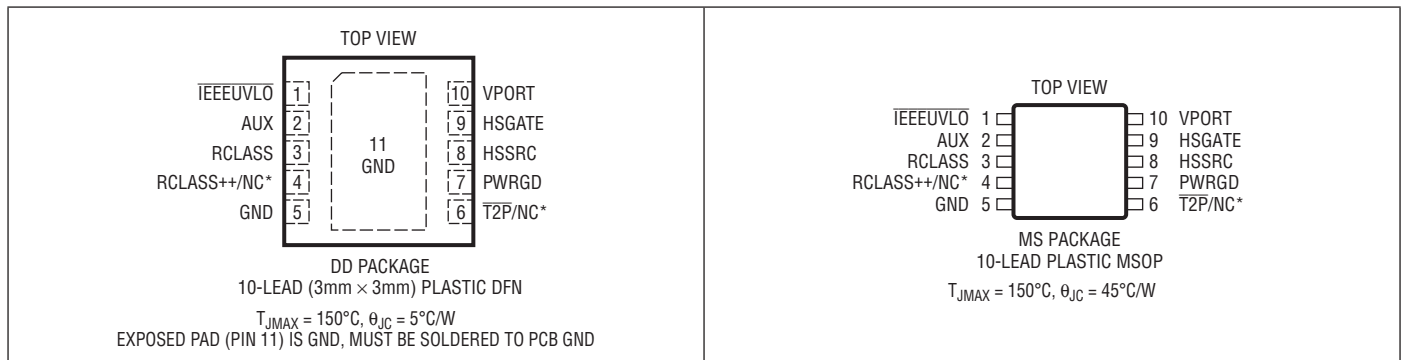 TOP VIEW
IEEEUVLO 1
AUX 2
RCLASS 3
RCLASS++/NC* 4
GND 5
11
GND
10 VPORT
9 HSGATE
8 HSSRC
7 PWRGD
6 T2P/NC*
DD PACKAGE
10-LEAD (3mm × 3mm) PLASTIC DFN
TJMAX = 150°C, θJC = 5°C/W
EXPOSED PAD (PIN 11) IS GND, MUST BE SOLDERED TO PCB GND
TOP VIEW
IEEEUVLO 1
AUX 2
RCLASS 3
RCLASS++/NC* 4
GND 5
10 VPORT
9 HSGATE
8 HSSRC
7 PWRGD
6 T2P/NC*
MS PACKAGE
10-LEAD PLASTIC MSOP
TJMAX = 150°C, θJC = 45°C/W